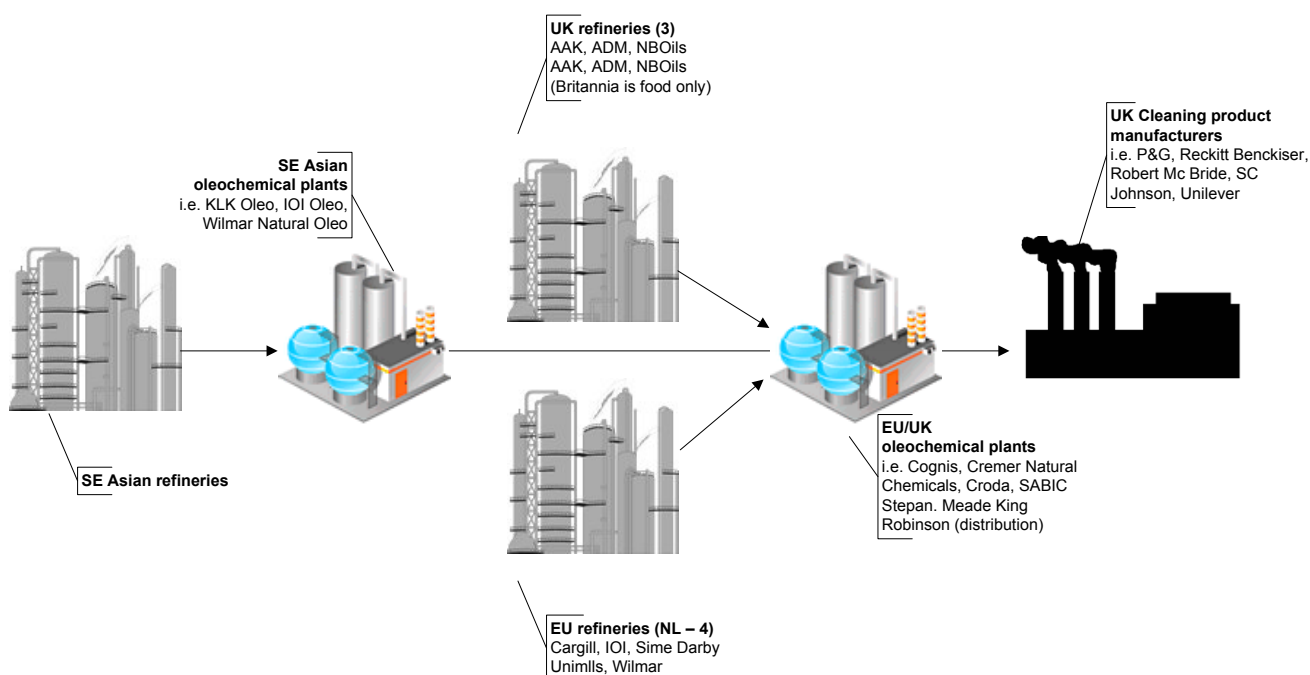 UK refineries (3)
AAK, ADM, NBOils
AAK, ADM, NBOils
(Britannia is food only)
UK Cleaning product
manufacturers
i.e. P&G, Reckitt Benckiser,
Robert Mc Bride, SC
Johnson, Unilever
SE Asian
oleochemical plants
i.e. KLK Oleo, IOI Oleo,
Wilmar Natural Oleo
SE Asian refineries
EU/UK
oleochemical plants
i.e. Cognis, Cremer Natural
Chemicals, Croda, SABIC
Stepan. Meade King
Robinson (distribution)
EU refineries (NL – 4)
Cargill, IOI, Sime Darby
Unimlls, Wilmar